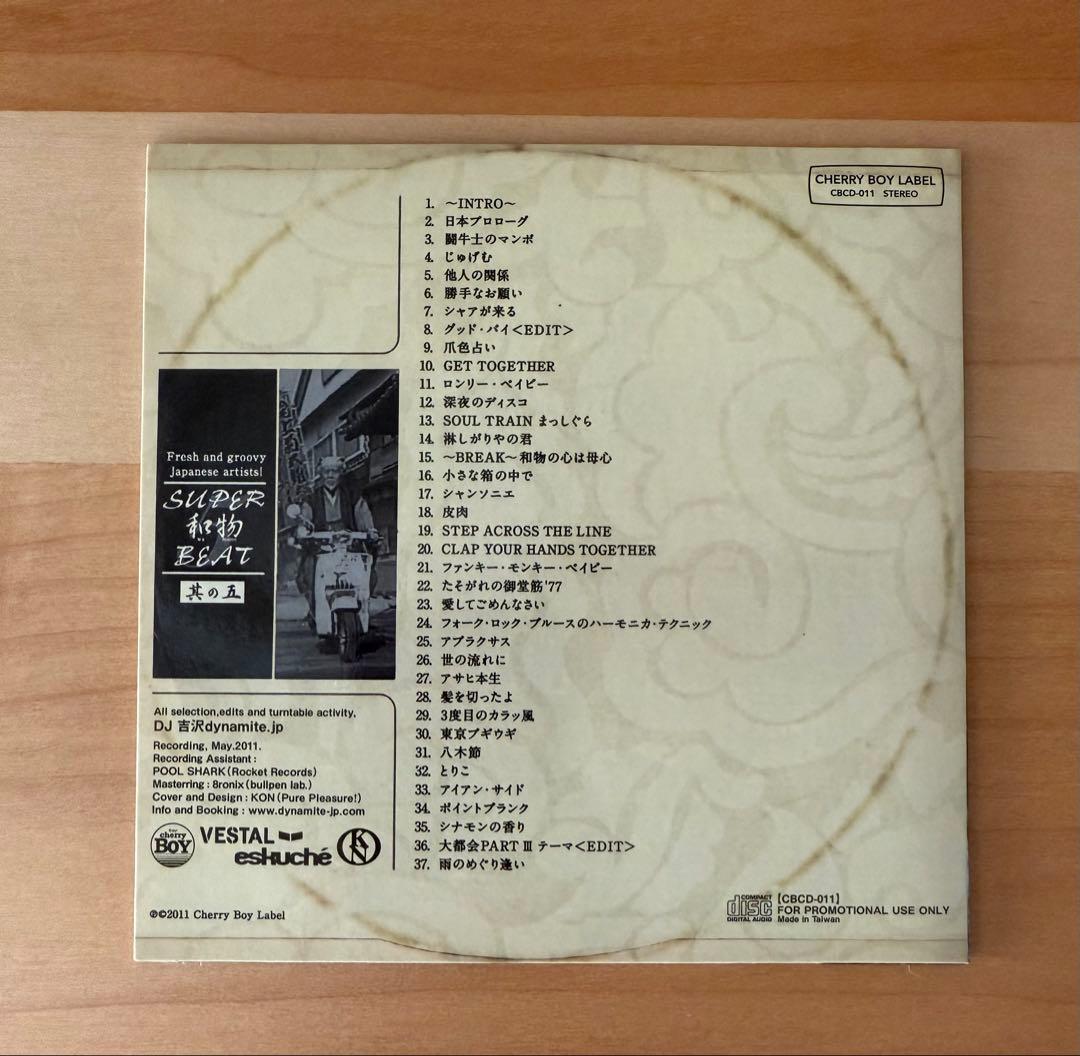 CHERRY BOY LABEL
CBCD-011 STEREO
1. ～INTRO～
2. 日本プロローグ
3. 闘牛士のマンボ
4. じゅげむ
5. 他人の関係
6. 勝手なお願い
7. シャアが来る
8. グッド・バイ＜EDIT＞
9. 爪色占い
10. GET TOGETHER
11. ロンリー・ベイビー
12. 深夜のディスコ
13. SOUL TRAIN まっしぐら
14. 淋しがりやの君
15. ～BREAK～和物の心は母心
16. 小さな箱の中で
17. シャンソニエ
18. 皮肉
19. STEP ACROSS THE LINE
20. CLAP YOUR HANDS TOGETHER
21. ファンキー・モンキー・ベイビー
22. たそがれの御堂筋'77
23. 愛してごめんなさい
24. フォーク・ロック・ブルースのハーモニカ・テクニック
25. アブラクサス
26. 世の流れに
27. アサヒ本生
28. 髪を切ったよ
29. 3度目のカラッ風
30. 東京ブギウギ
31. 八木節
32. とりこ
33. アイアン・サイド
34. ポイントブランク
35. シナモンの香り
36. 大都会PART Ⅲ テーマ＜EDIT＞
37. 雨のめぐり逢い
Fresh and groovy
Japanese artists!
SUPER
和物
BEAT
其の五
All selection,edits and turntable activity,
DJ 吉沢dynamite.jp
Recording, May.2011.
Recording Assistant :
POOL SHARK(Rocket Records)
Masterring : 8ronix(bullpen lab.)
Cover and Design : KON(Pure Pleasure!)
Info and Booking : www.dynamite-jp.com
cherry
BOY
VESTAL
eskuché
KN
℗©2011 Cherry Boy Label
COMPACT
disc
DIGITAL AUDIO
【CBCD-011】
FOR PROMOTIONAL USE ONLY
Made in Taiwan